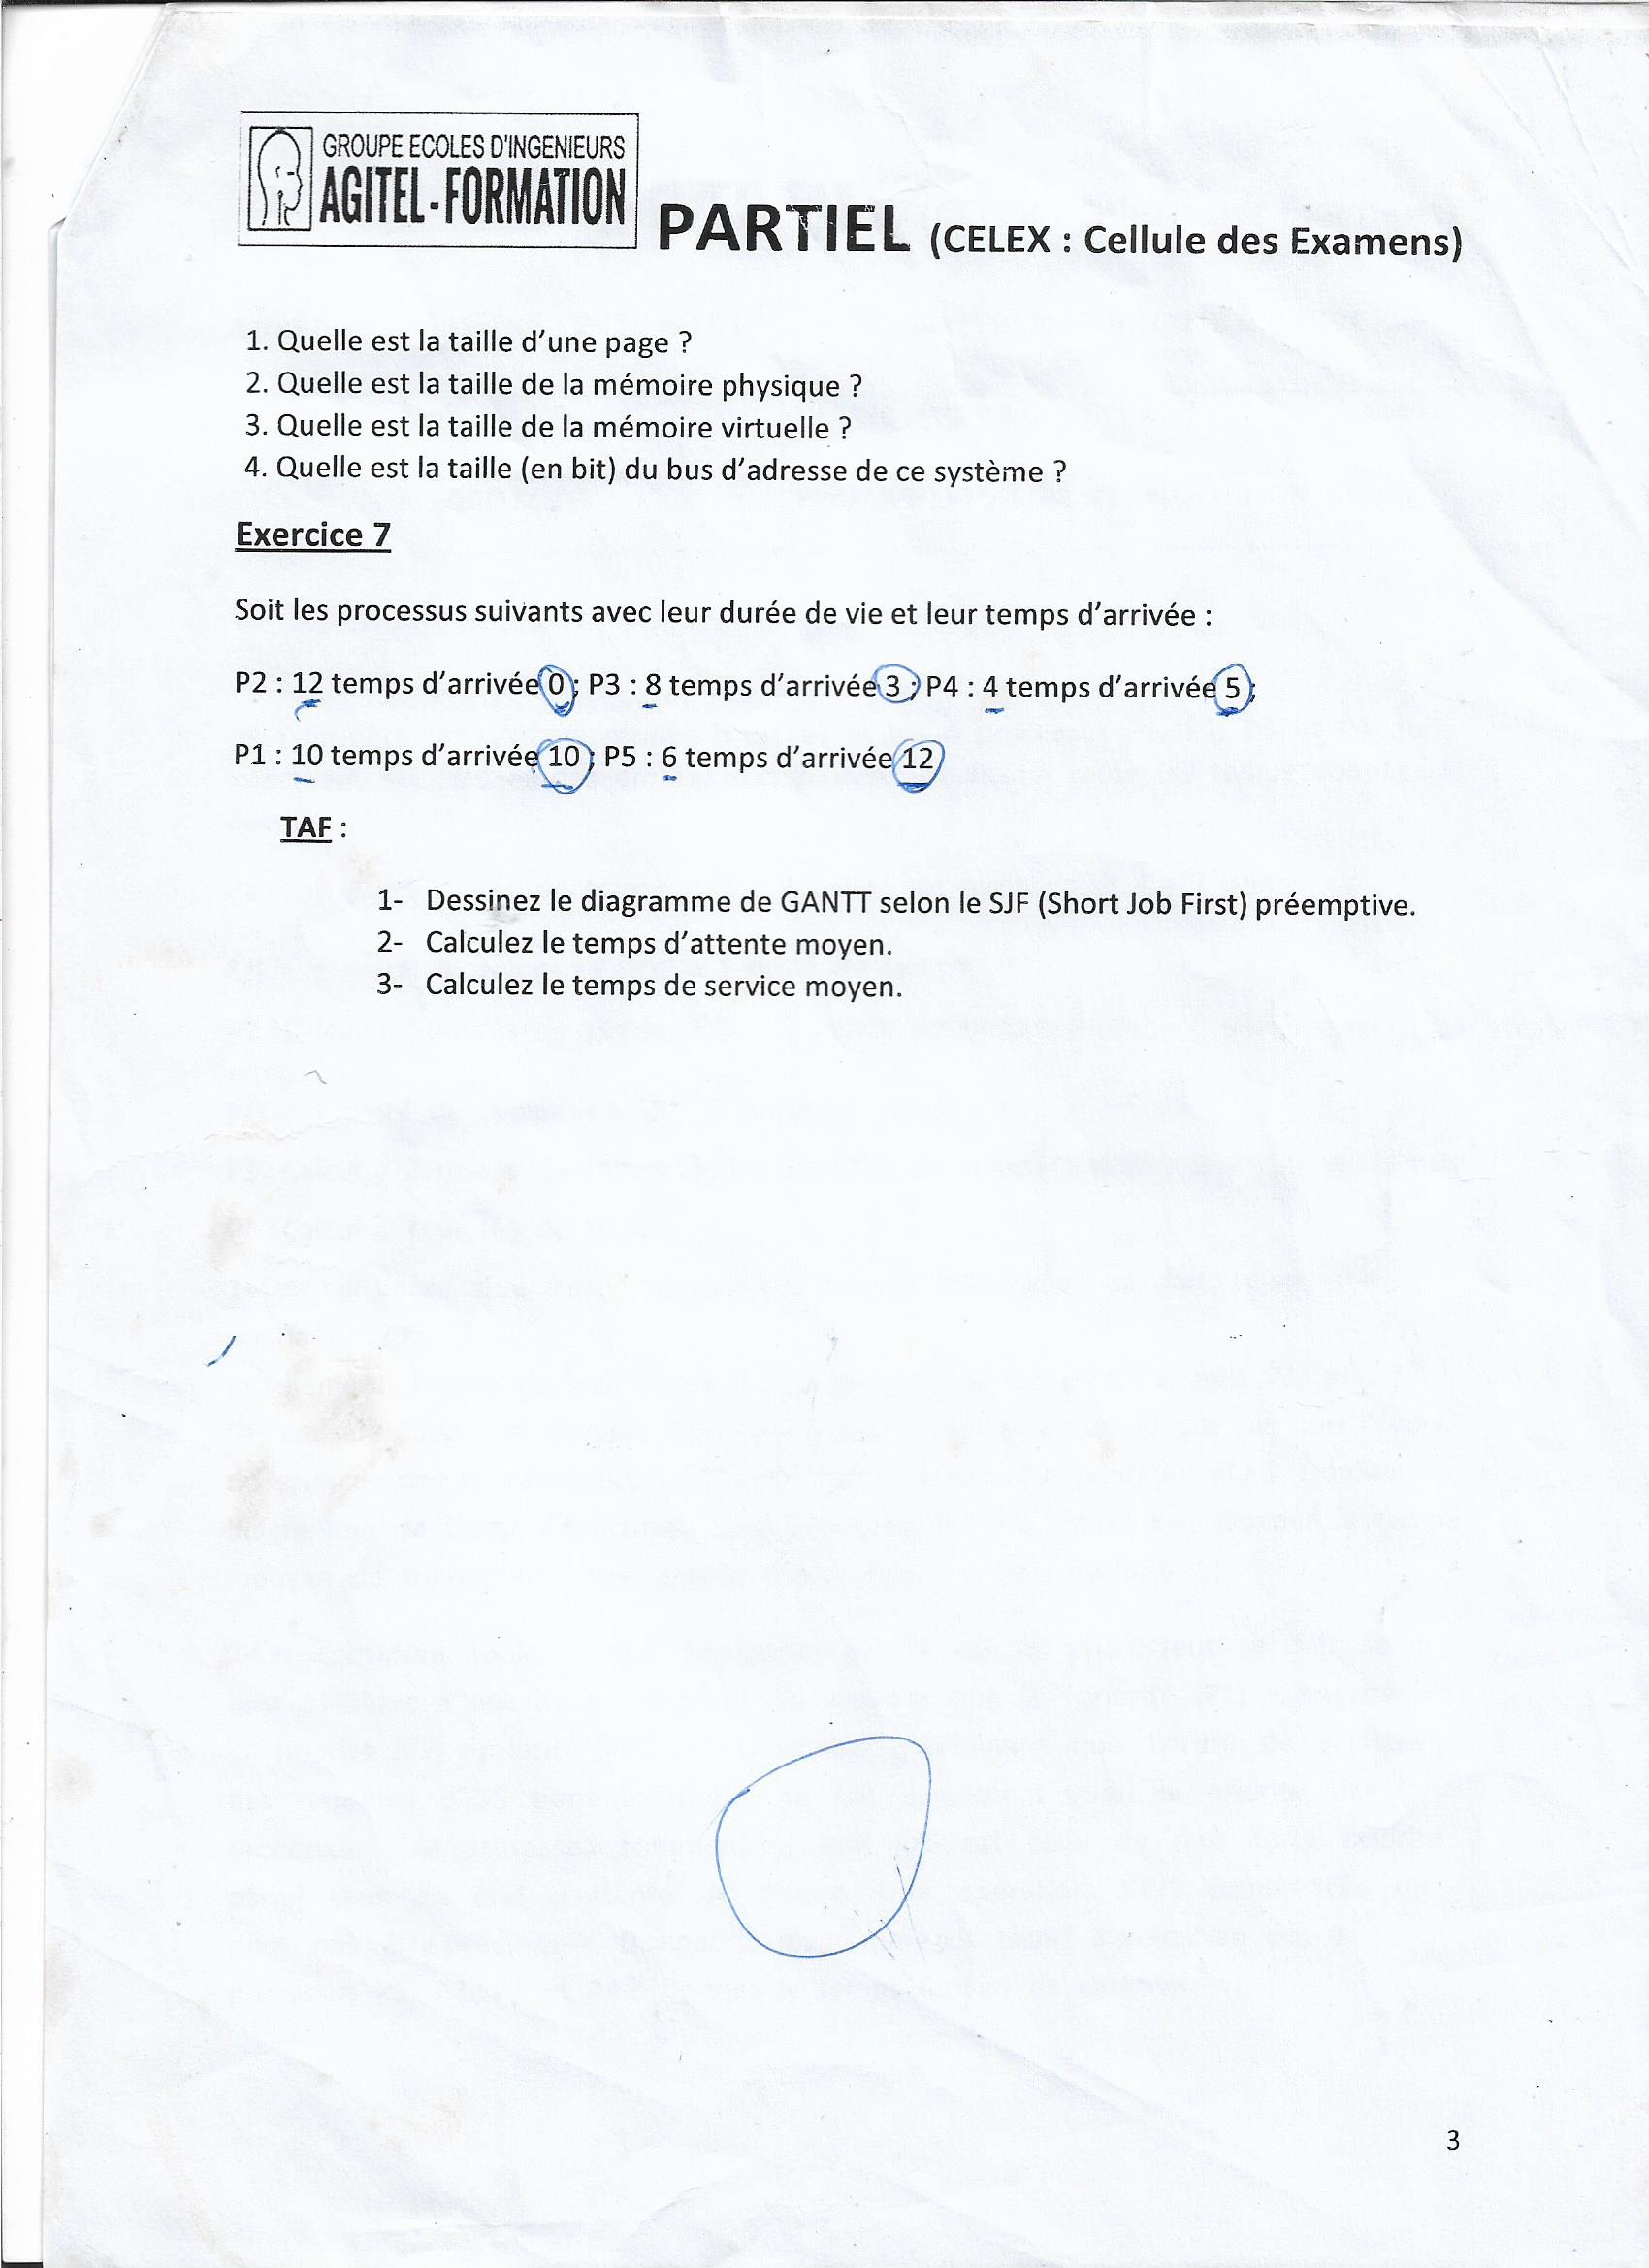 GROUPE ECOLES D'INGENIEURS
AGITEL-FORMATION
PARTIEL (CELEX : Cellule des Examens)
1. Quelle est la taille d'une page ?
2. Quelle est la taille de la mémoire physique ?
3. Quelle est la taille de la mémoire virtuelle ?
4. Quelle est la taille (en bit) du bus d'adresse de ce système ?
Exercice 7
Soit les processus suivants avec leur durée de vie et leur temps d'arrivée :
P2 : 12 temps d'arrivée 0 ; P3 : 8 temps d'arrivée 3 ; P4 : 4 temps d'arrivée 5 ;
P1 : 10 temps d'arrivée 10 ; P5 : 6 temps d'arrivée 12
TAF :
1- Dessinez le diagramme de GANTT selon le SJF (Short Job First) préemptive.
2- Calculez le temps d'attente moyen.
3- Calculez le temps de service moyen.
3